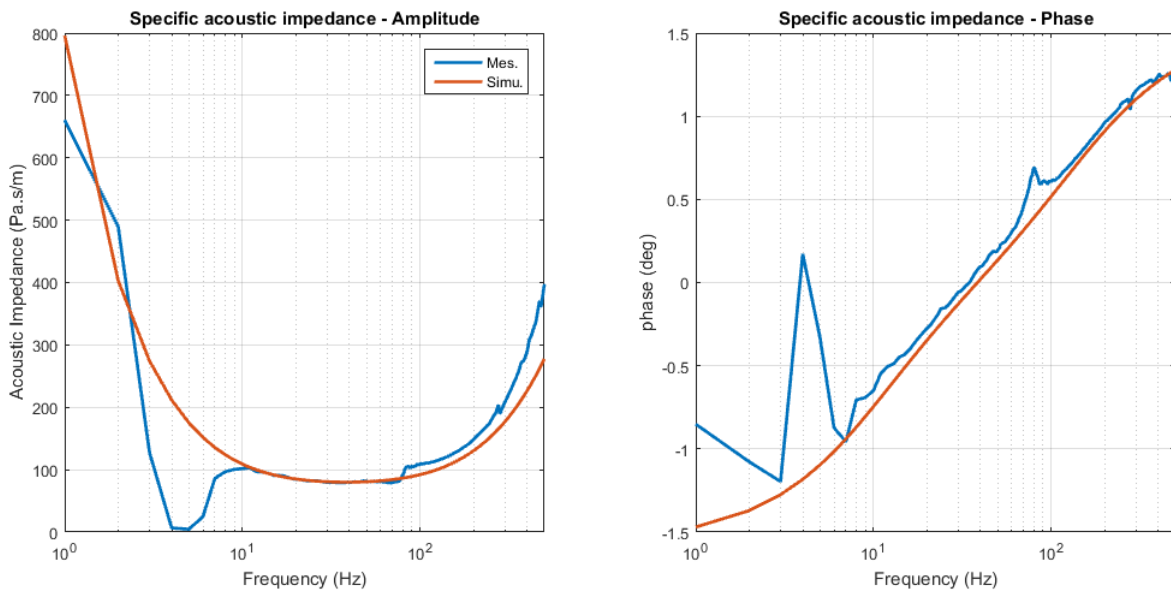 Specific acoustic impedance - Amplitude
800
700
600
500
400
300
200
100
0
Acoustic Impedance (Pa.s/m)
Mes.
Simu.
10^0
10^1
10^2
Frequency (Hz)
Specific acoustic impedance - Phase
1.5
1
0.5
0
-0.5
-1
-1.5
phase (deg)
10^0
10^1
10^2
Frequency (Hz)